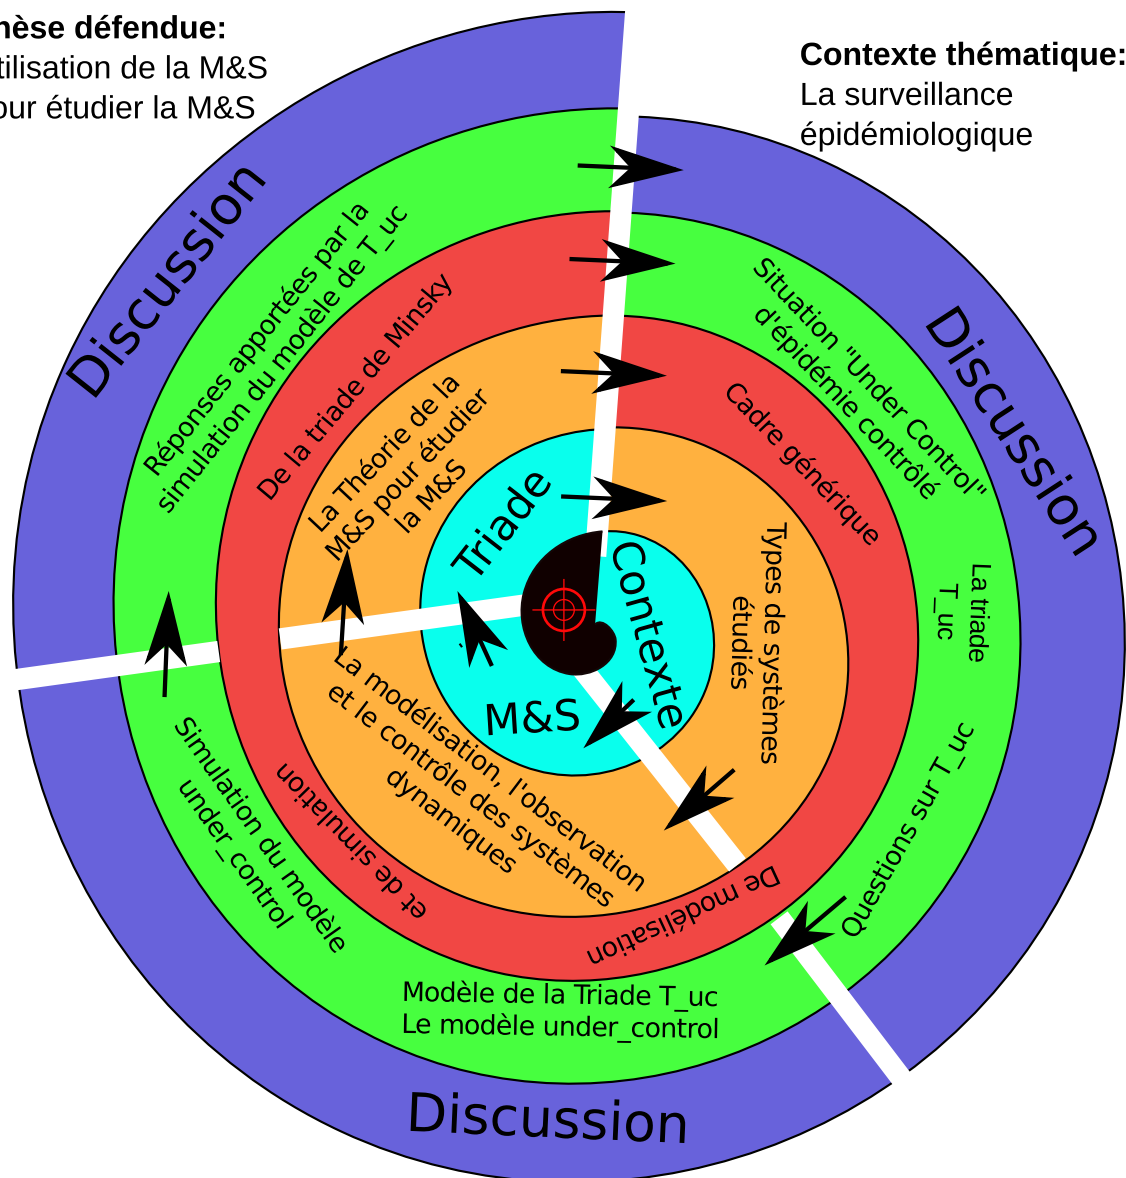 hèse défendue:
tilisation de la M&S
our étudier la M&S
Contexte thématique:
La surveillance
épidémiologique
Discussion
Réponses apportées par la
simulation du modèle de T_uc
De la triade de Minsky
La Théorie de la
M&S pour étudier
la M&S
Triade
Discussion
Situation "Under Control"
d'épidémie contrôlé
Cadre générique
Types de systèmes
étudiés
Contexte
La triade
T_uc
Questions sur T_uc
M&S
La modélisation, l'observation
et le contrôle des systèmes
dynamiques
De modélisation
et de simulation
Simulation du modèle
under_control
Modèle de la Triade T_uc
Le modèle under_control
Discussion